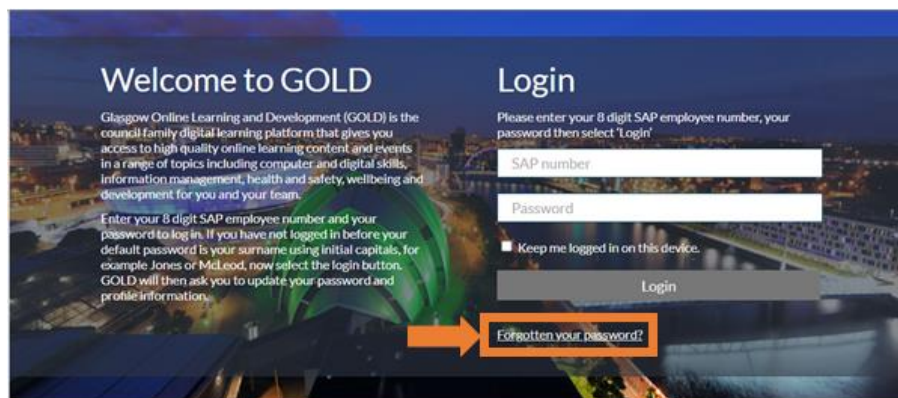 Welcome to GOLD
Glasgow Online Learning and Development (GOLD) is the
council family digital learning platform that gives you
access to high quality online learning content and events
in a range of topics including computer and digital skills,
information management, health and safety, wellbeing and
development for you and your team.
Enter your 8 digit SAP employee number and your
password to log in. If you have not logged in before your
default password is your surname using initial capitals, for
example Jones or McLeod, now select the login button.
GOLD will then ask you to update your password and
profile information.
Login
Please enter your 8 digit SAP employee number, your
password then select 'Login'
SAP number
Password
Keep me logged in on this device.
Login
Forgotten your password?